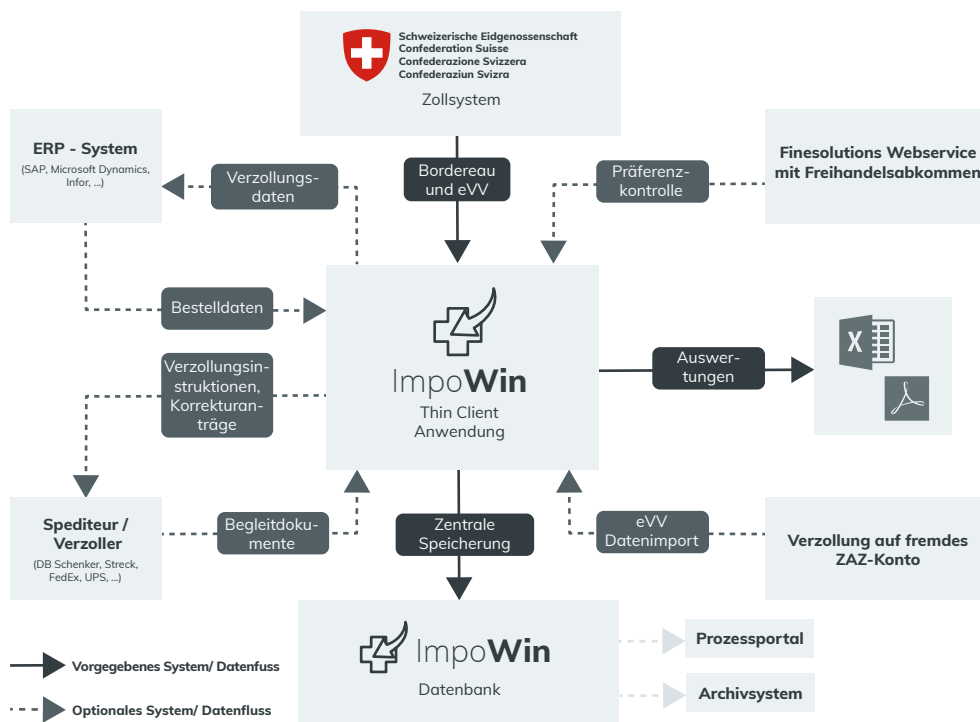 Schweizerische Eidgenossenschaft
Confederation Suisse
Confederazione Svizzera
Confederaziun Svizra
Zollsystem
ERP - System
(SAP, Microsoft Dynamics,
Infor, ...)
Verzollungs-
daten
Bordereau
und eVV
Präferenz-
kontrolle
Finesolutions Webservice
mit Freihandelsabkommen
Bestelldaten
ImpoWin
Thin Client
Anwendung
Auswer-
tungen
X
Verzollungsin-
struktionen,
Korrekturan-
träge
Spediteur /
Verzoller
(DB Schenker, Streck,
FedEx, UPS, ...)
Begleitdoku-
mente
Zentrale
Speicherung
eVV
Datenimport
Verzollung auf fremdes
ZAZ-Konto
ImpoWin
Datenbank
Prozessportal
Archivsystem
Vorgegebenes System/ Datenfuss
Optionales System/ Datenfluss